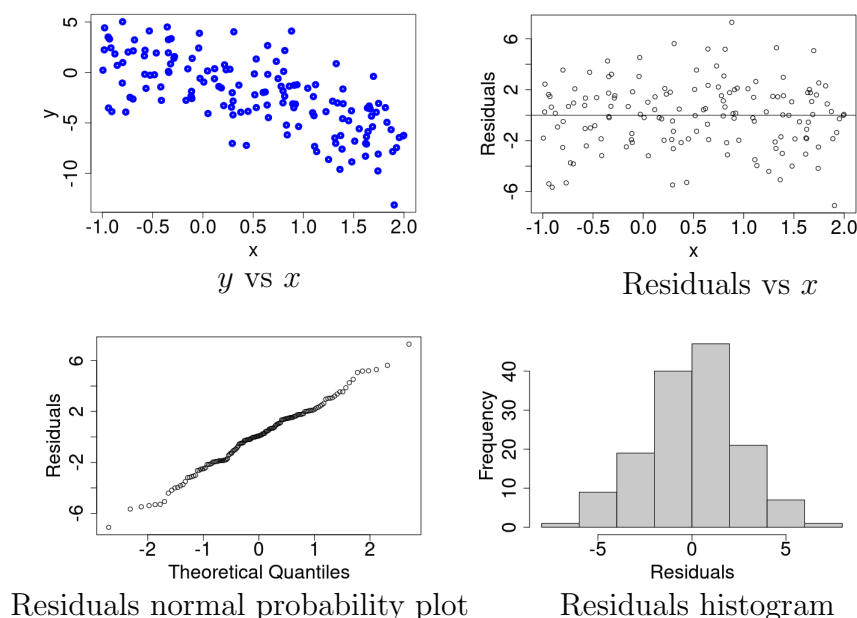 5
0
-5
-10
y
-1.0 -0.5 0.0 0.5 1.0 1.5 2.0
x
y vs x
6
2
-2
-6
Residuals
-1.0 -0.5 0.0 0.5 1.0 1.5 2.0
x
Residuals vs x
6
2
-2
-6
Residuals
-2 -1 0 1 2
Theoretical Quantiles
Residuals normal probability plot
40
30
20
10
0
Frequency
-5 0 5
Residuals
Residuals histogram